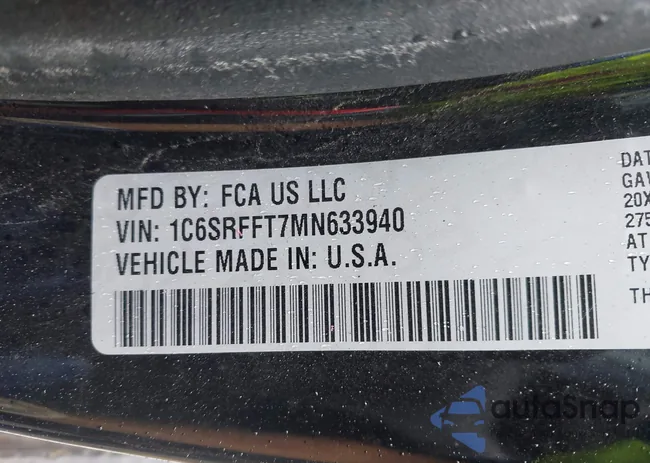 MFD BY: FCA US LLC
VIN: 1C6SRFFT7MN633940
VEHICLE MADE IN: U.S.A.
DAT
GAV
20X
275
AT
TY
TH
autoSnap